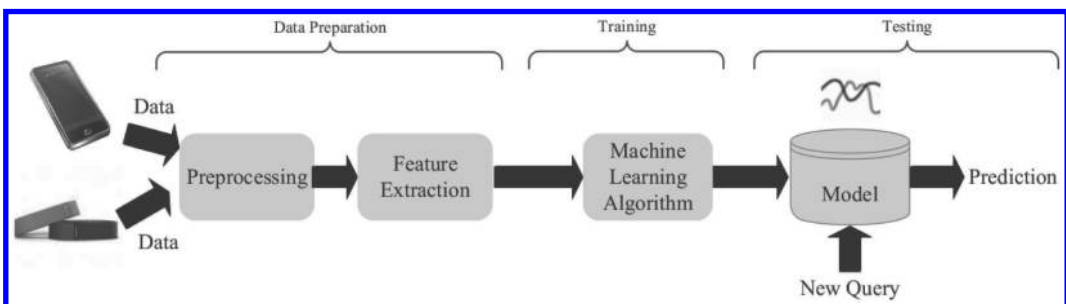 Data Preparation
Training
Testing
Data
Data
Preprocessing
Feature
Extraction
Machine
Learning
Algorithm
Model
Prediction
New Query